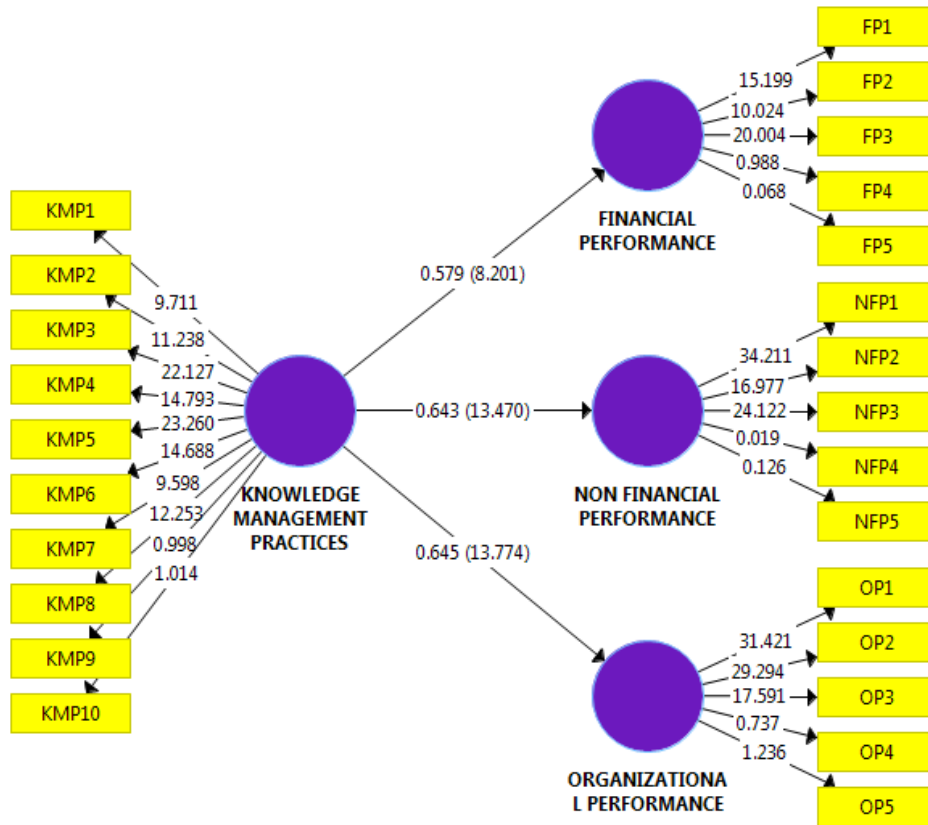 FP1
15.199
FP2
10.024
20.004
FP3
0.988
FP4
0.068
KMP1
FINANCIAL
PERFORMANCE
FP5
KMP2
0.579 (8.201)
9.711
NFP1
KMP3
11.238
34.211
NFP2
22.127
KMP4
14.793
16.977
0.643 (13.470)
24.122
NFP3
23.260
KMP5
14.688
0.019
NFP4
0.126
9.598
KMP6
KNOWLEDGE
MANAGEMENT
PRACTICES
NON FINANCIAL
PERFORMANCE
NFP5
12.253
KMP7
0.998
0.645 (13.774)
1.014
OP1
KMP8
31.421
OP2
KMP9
29.294
17.591
OP3
KMP10
0.737
OP4
1.236
ORGANIZATIONA
L PERFORMANCE
OP5